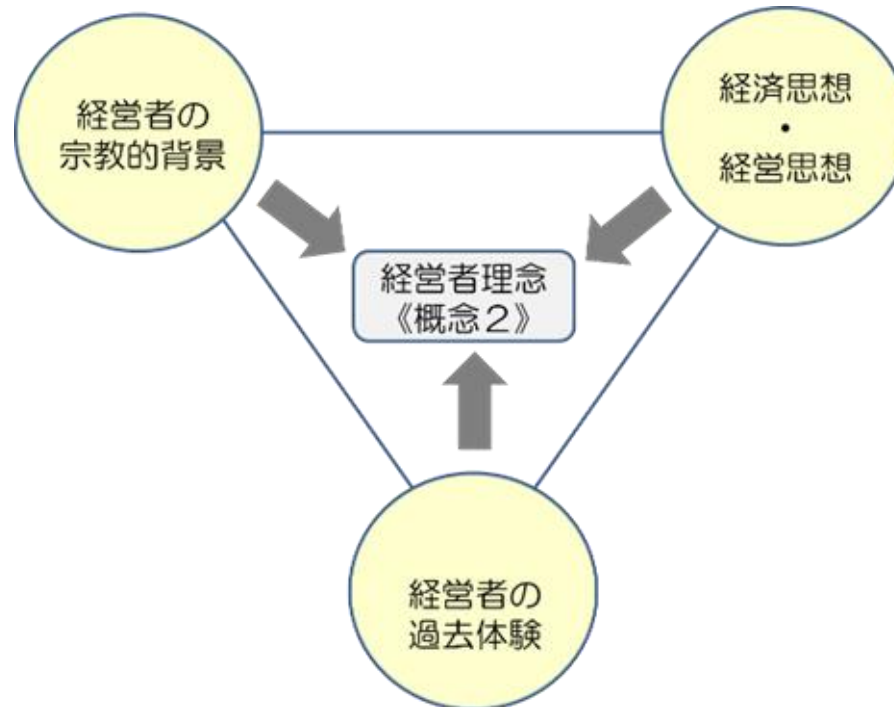 経営者の
宗教的背景
経済思想
・
経営思想
経営者理念
《概念２》
経営者の
過去体験